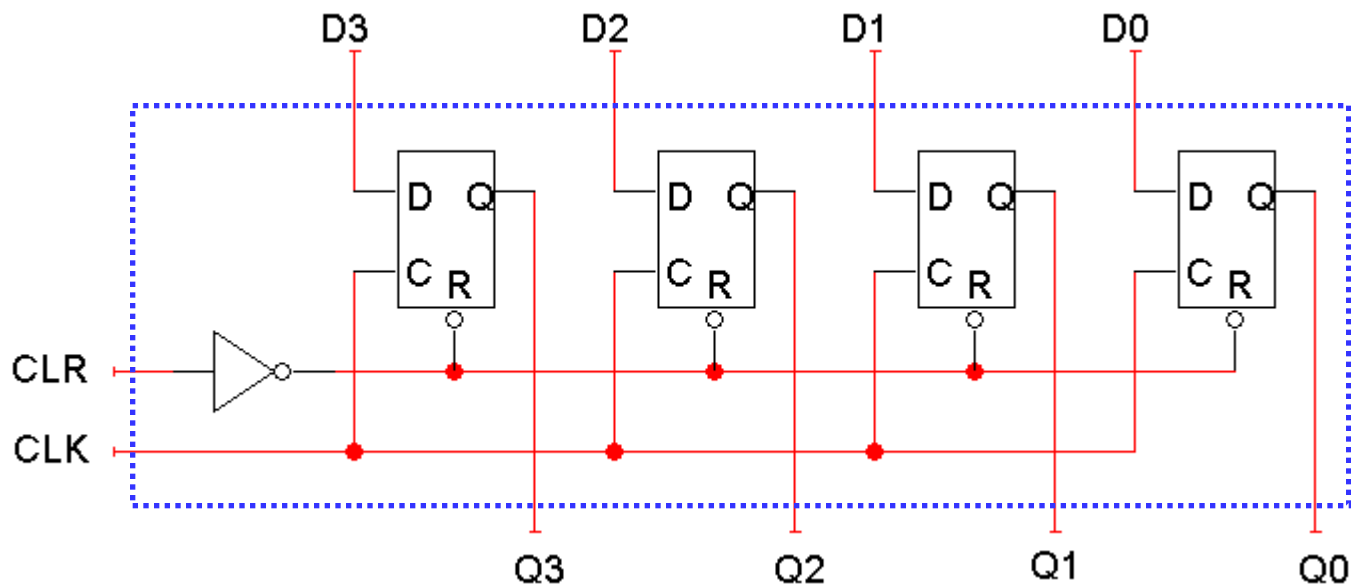 D3 D2 D1 D0
D Q D Q D Q D Q
C R C R C R C R
CLR
CLK
Q3 Q2 Q1 Q0